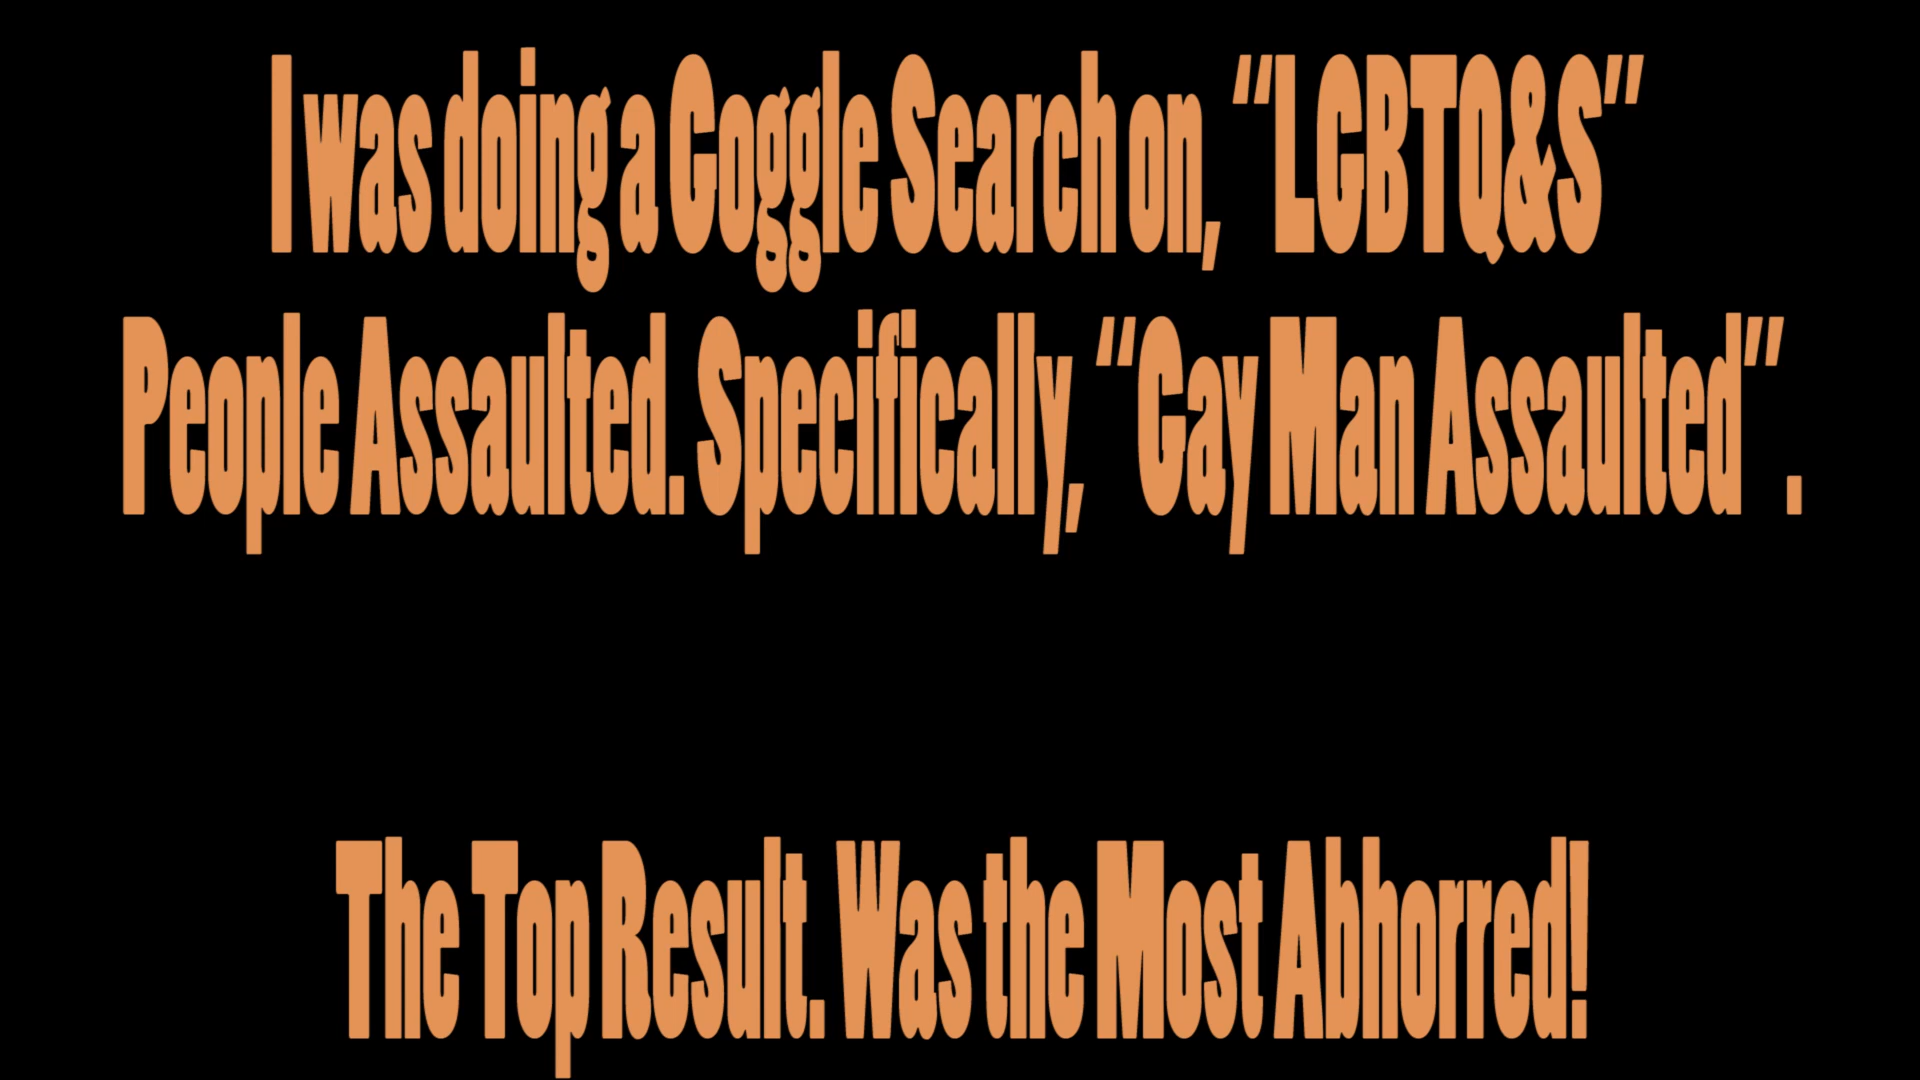 I was doing a Goggle Search on, “LGBTQ&S”
People Assaulted. Specifically, “Gay Man Assaulted”.
The Top Result. Was the Most Abhorred!